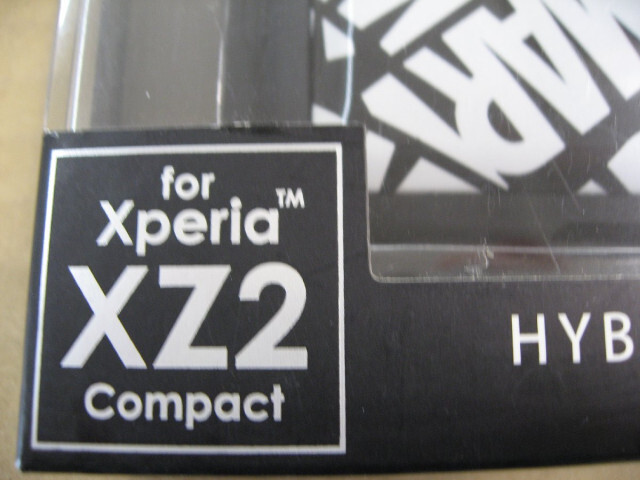 for
Xperia™
XZ2
Compact
HYB